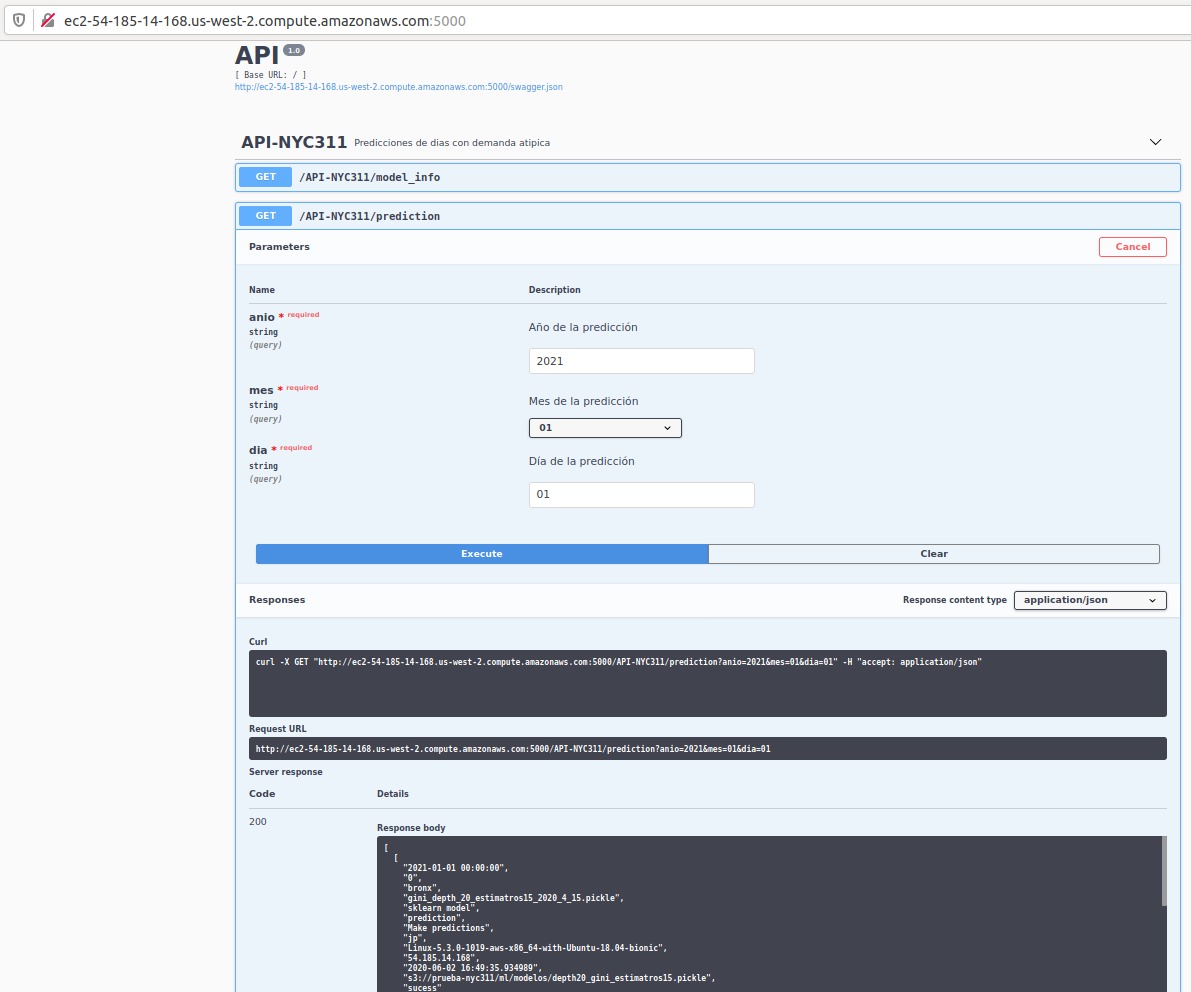 ec2-54-185-14-168.us-west-2.compute.amazonaws.com:5000
API 1.0
[ Base URL: / ]
http://ec2-54-185-14-168.us-west-2.compute.amazonaws.com:5000/swagger.json
API-NYC311 Predicciones de dias con demanda atipica
GET /API-NYC311/model_info
GET /API-NYC311/prediction
Parameters Cancel
Name Description
anio * required
string
(query)
Año de la predicción
2021
mes * required
string
(query)
Mes de la predicción
01
dia * required
string
(query)
Día de la predicción
01
Execute Clear
Responses Response content type application/json
Curl
curl -X GET "http://ec2-54-185-14-168.us-west-2.compute.amazonaws.com:5000/API-NYC311/prediction?anio=2021&mes=01&dia=01" -H "accept: application/json"
Request URL
http://ec2-54-185-14-168.us-west-2.compute.amazonaws.com:5000/API-NYC311/prediction?anio=2021&mes=01&dia=01
Server response
Code Details
200
Response body
[
[
"2021-01-01 00:00:00",
"0",
"bronx",
"gini_depth_20_estimatros15_2020_4_15.pickle",
"sklearn model",
"prediction",
"Make predictions",
"jp",
"Linux-5.3.0-1019-aws-x86_64-with-Ubuntu-18.04-bionic",
"54.185.14.168",
"2020-06-02 16:49:35.934989",
"s3://prueba-nyc311/ml/modelos/depth20_gini_estimatros15.pickle",
"sucess"